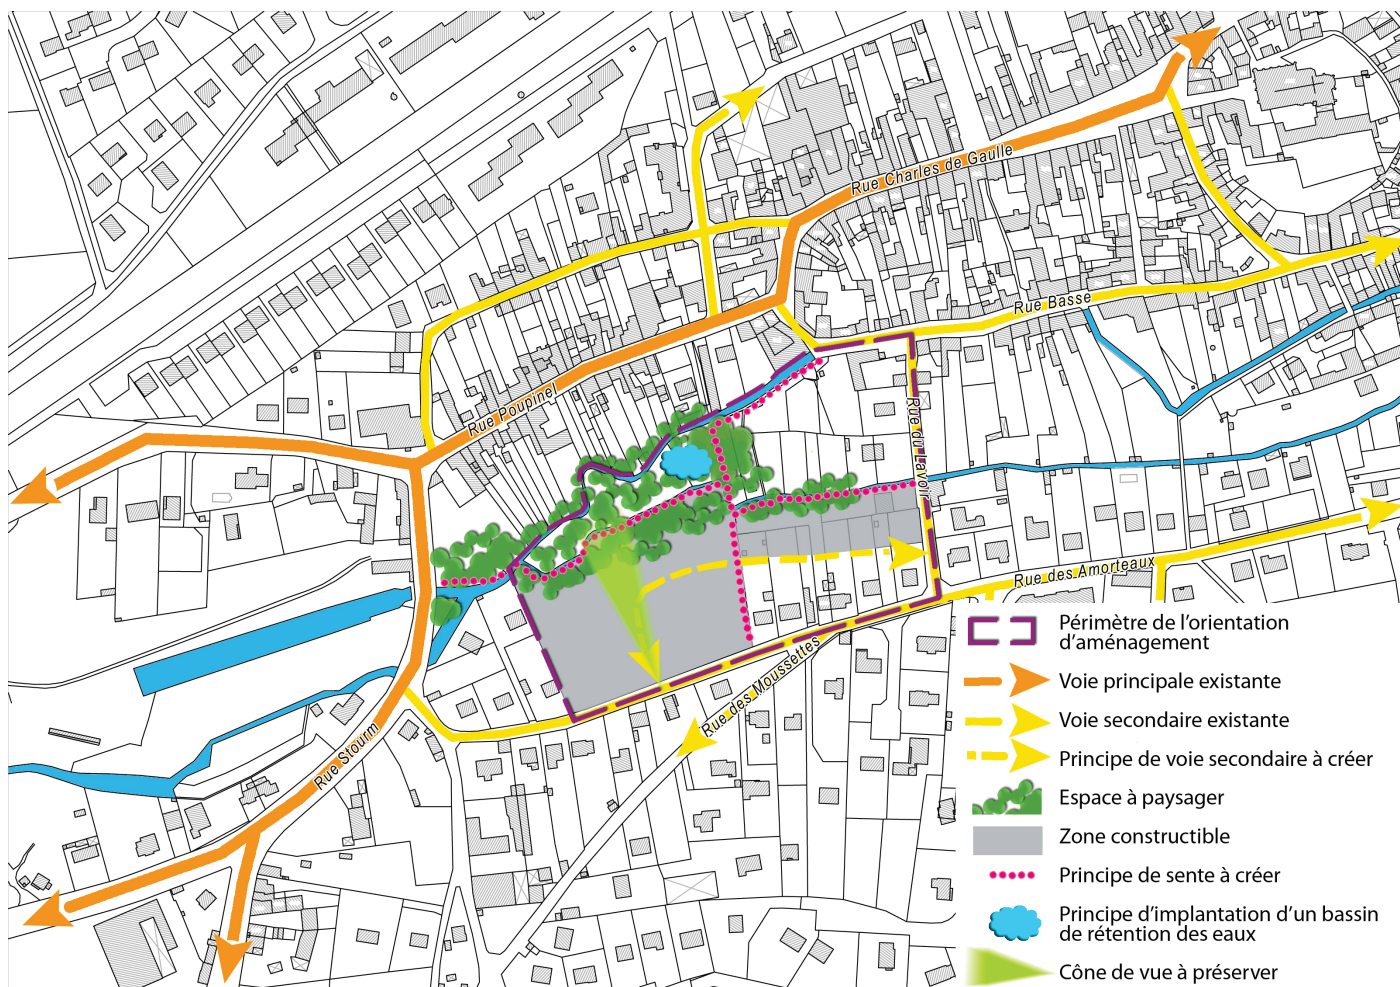 Rue Charles de Gaulle
Rue Basse
Rue Poupinel
Rue du Lavoir
Rue des Amorteaux
Rue des Moussettes
Rue Stourm
Périmètre de l'orientation
d'aménagement
Voie principale existante
Voie secondaire existante
Principe de voie secondaire à créer
Espace à paysager
Zone constructible
Principe de sente à créer
Principe d'implantation d'un bassin
de rétention des eaux
Cône de vue à préserver